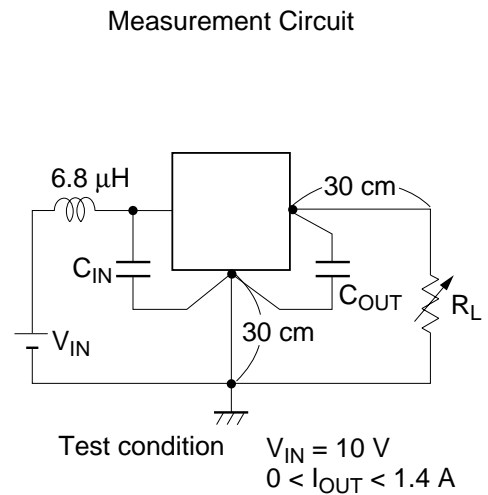 Measurement Circuit
6.8 μH
30 cm
C_IN
C_OUT
R_L
V_IN
30 cm
Test condition
V_IN = 10 V
0 < I_OUT < 1.4 A